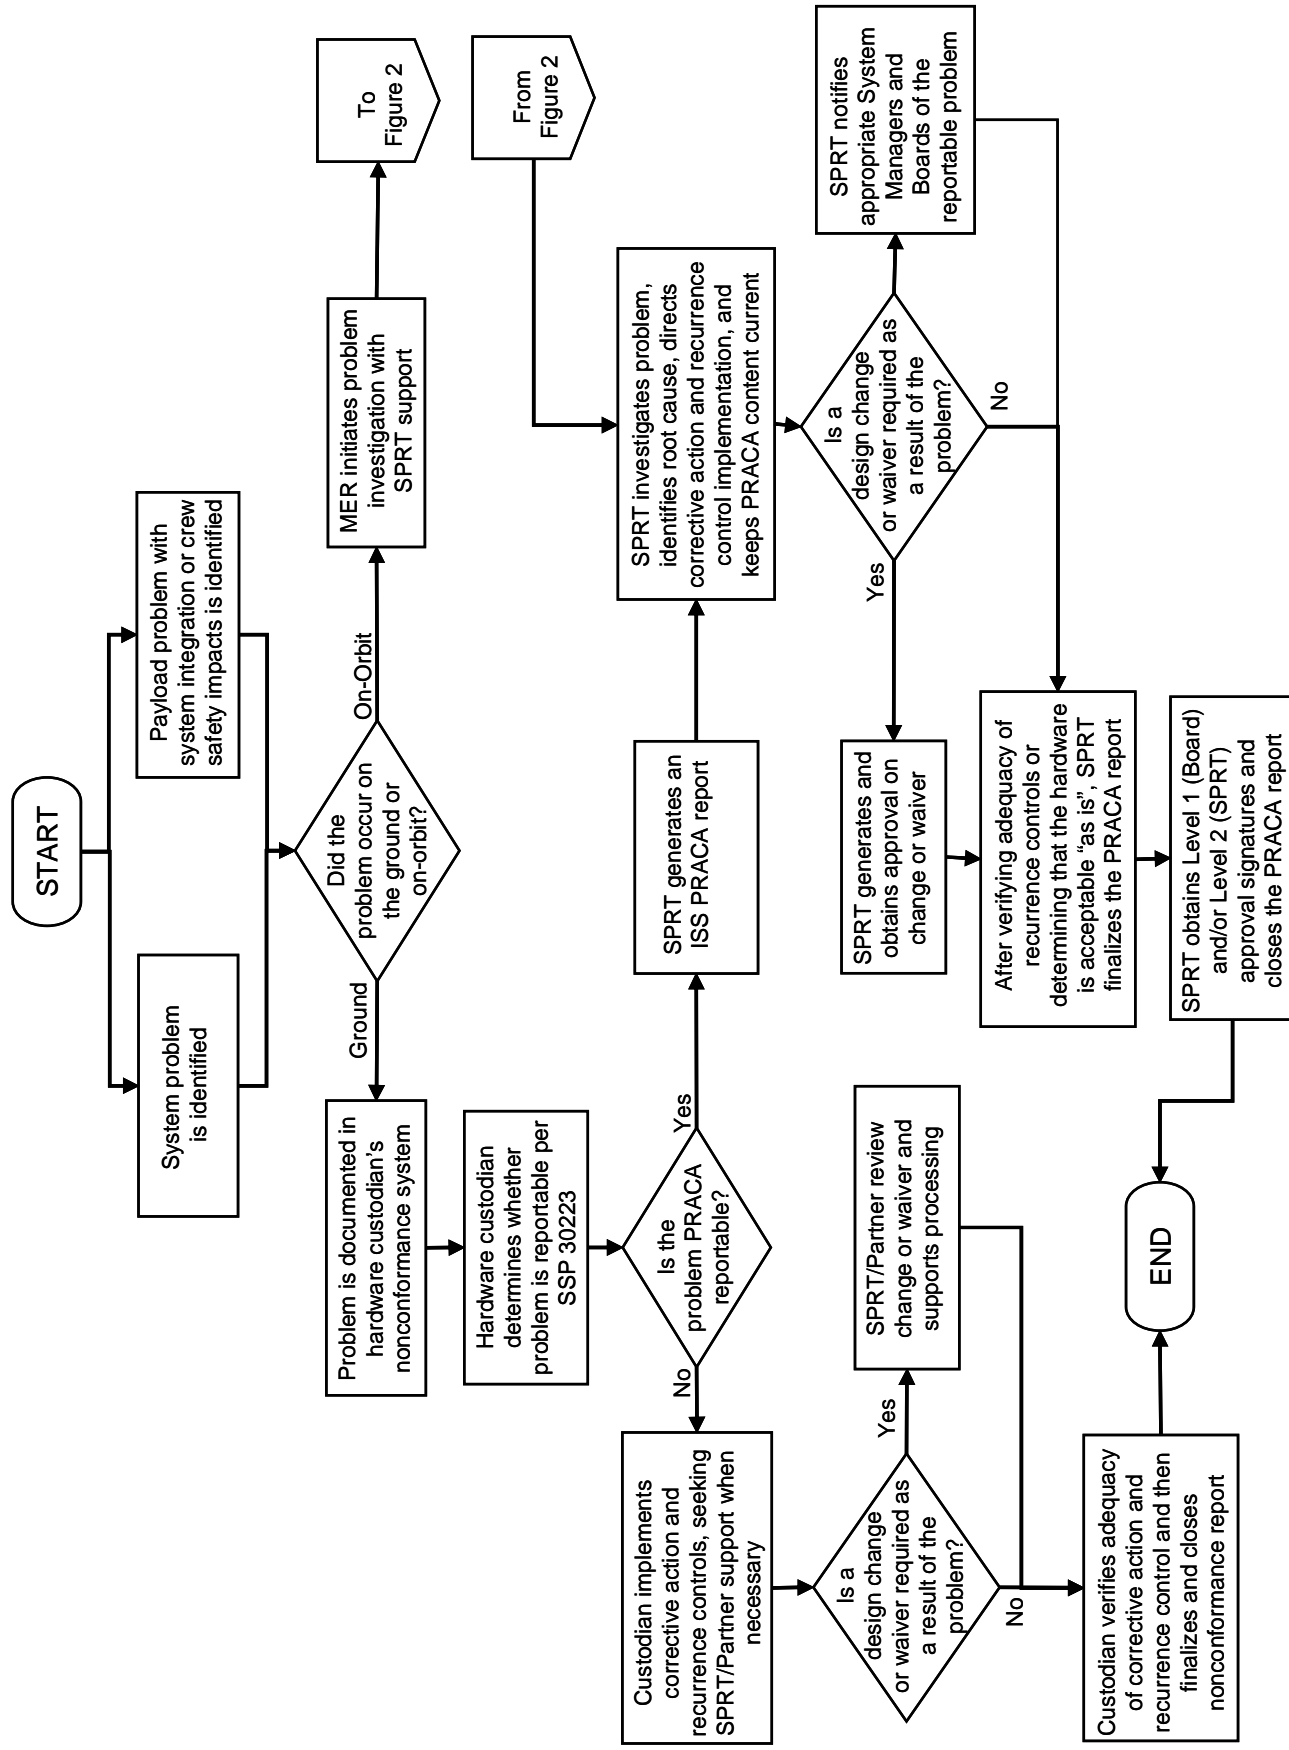 START
System problem
is identified
Payload problem with
system integration or crew
safety impacts is identified
Did the
problem occur on
the ground or
on-orbit?
Ground
On-Orbit
MER initiates problem
investigation with
SPRT support
To
Figure 2
From
Figure 2
Problem is documented in
hardware custodian’s
nonconformance system
Hardware custodian
determines whether
problem is reportable per
SSP 30223
Is the
problem PRACA
reportable?
No
Yes
SPRT generates an
ISS PRACA report
SPRT investigates problem,
identifies root cause, directs
corrective action and recurrence
control implementation, and
keeps PRACA content current
Custodian implements
corrective action and
recurrence controls, seeking
SPRT/Partner support when
necessary
Is a
design change
or waiver required as
a result of the
problem?
Yes
No
SPRT/Partner review
change or waiver and
supports processing
Is a
design change
or waiver required as
a result of the
problem?
Yes
No
SPRT notifies
appropriate System
Managers and
Boards of the
reportable problem
SPRT generates and
obtains approval on
change or waiver
After verifying adequacy of
recurrence controls or
determining that the hardware
is acceptable “as is”, SPRT
finalizes the PRACA report
SPRT obtains Level 1 (Board)
and/or Level 2 (SPRT)
approval signatures and
closes the PRACA report
Custodian verifies adequacy
of corrective action and
recurrence control and then
finalizes and closes
nonconformance report
END